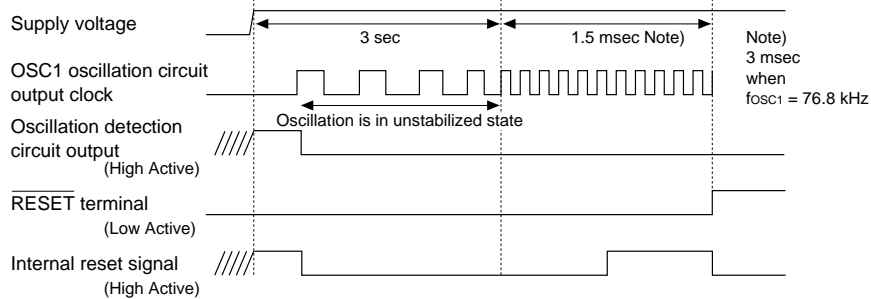 Supply voltage
3 sec
1.5 msec Note)
Note)
3 msec
when
fOSC1 = 76.8 kHz
OSC1 oscillation circuit
output clock
Oscillation is in unstabilized state
Oscillation detection
circuit output
(High Active)
RESET terminal
(Low Active)
Internal reset signal
(High Active)